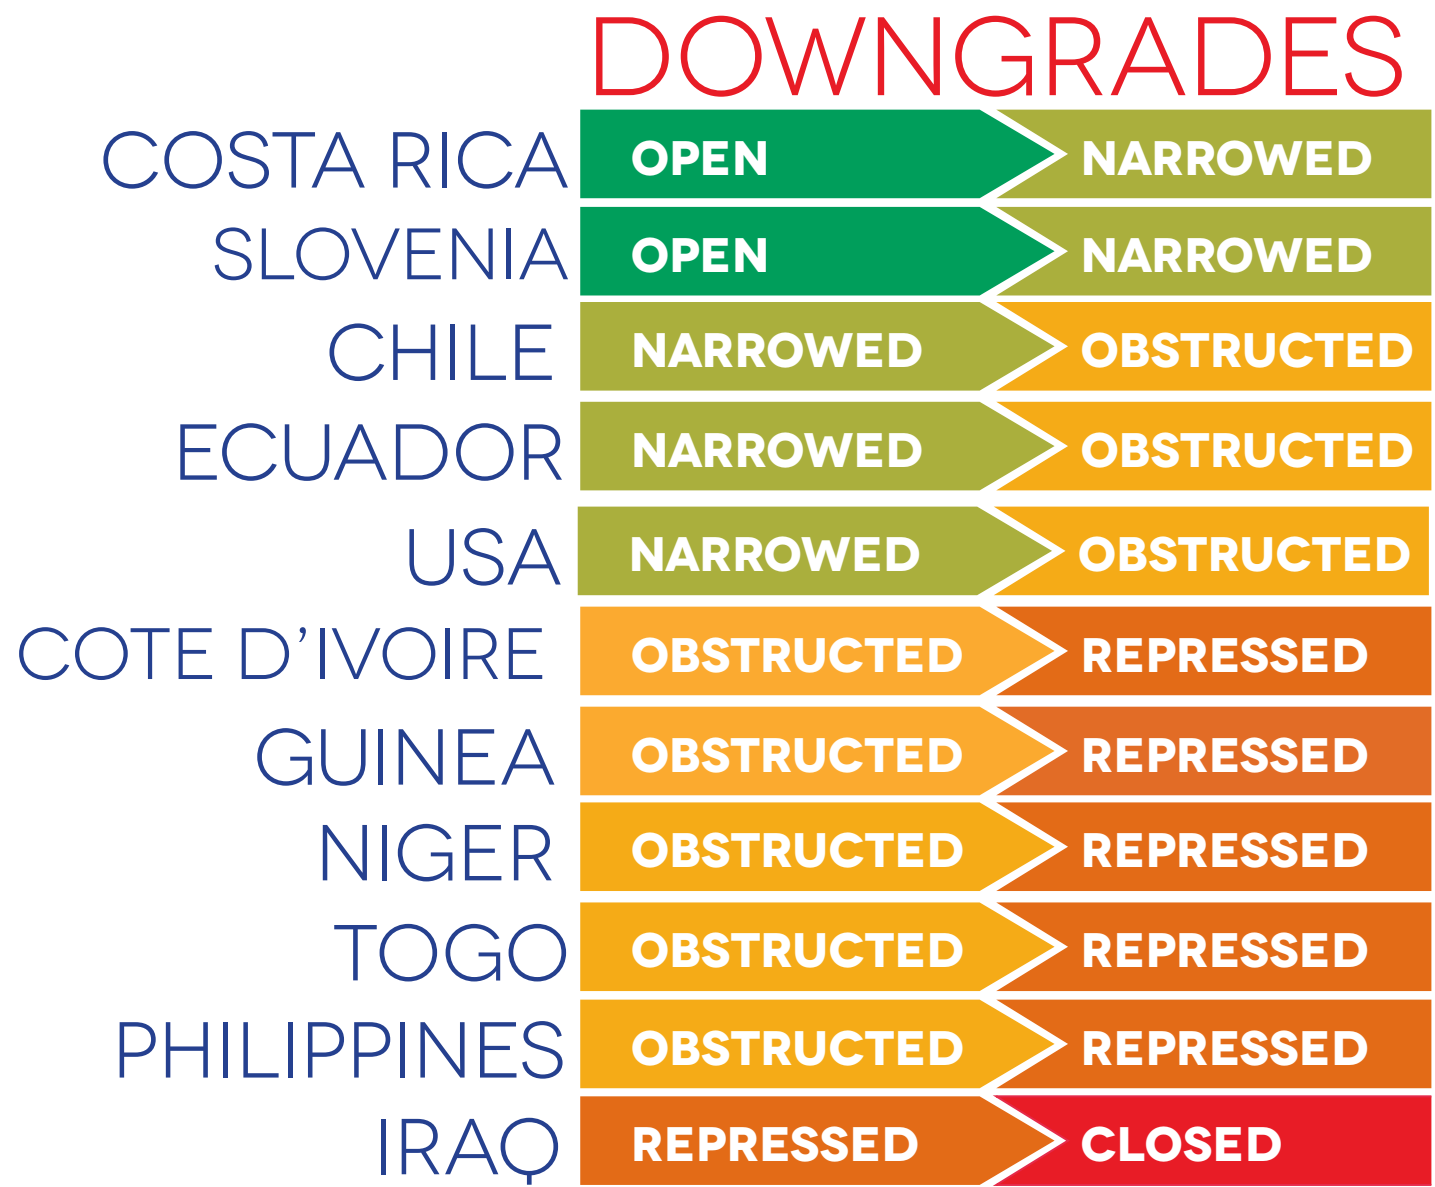 DOWNGRADES
COSTA RICA OPEN NARROWED
SLOVENIA OPEN NARROWED
CHILE NARROWED OBSTRUCTED
ECUADOR NARROWED OBSTRUCTED
USA NARROWED OBSTRUCTED
COTE D'IVOIRE OBSTRUCTED REPRESSED
GUINEA OBSTRUCTED REPRESSED
NIGER OBSTRUCTED REPRESSED
TOGO OBSTRUCTED REPRESSED
PHILIPPINES OBSTRUCTED REPRESSED
IRAQ REPRESSED CLOSED